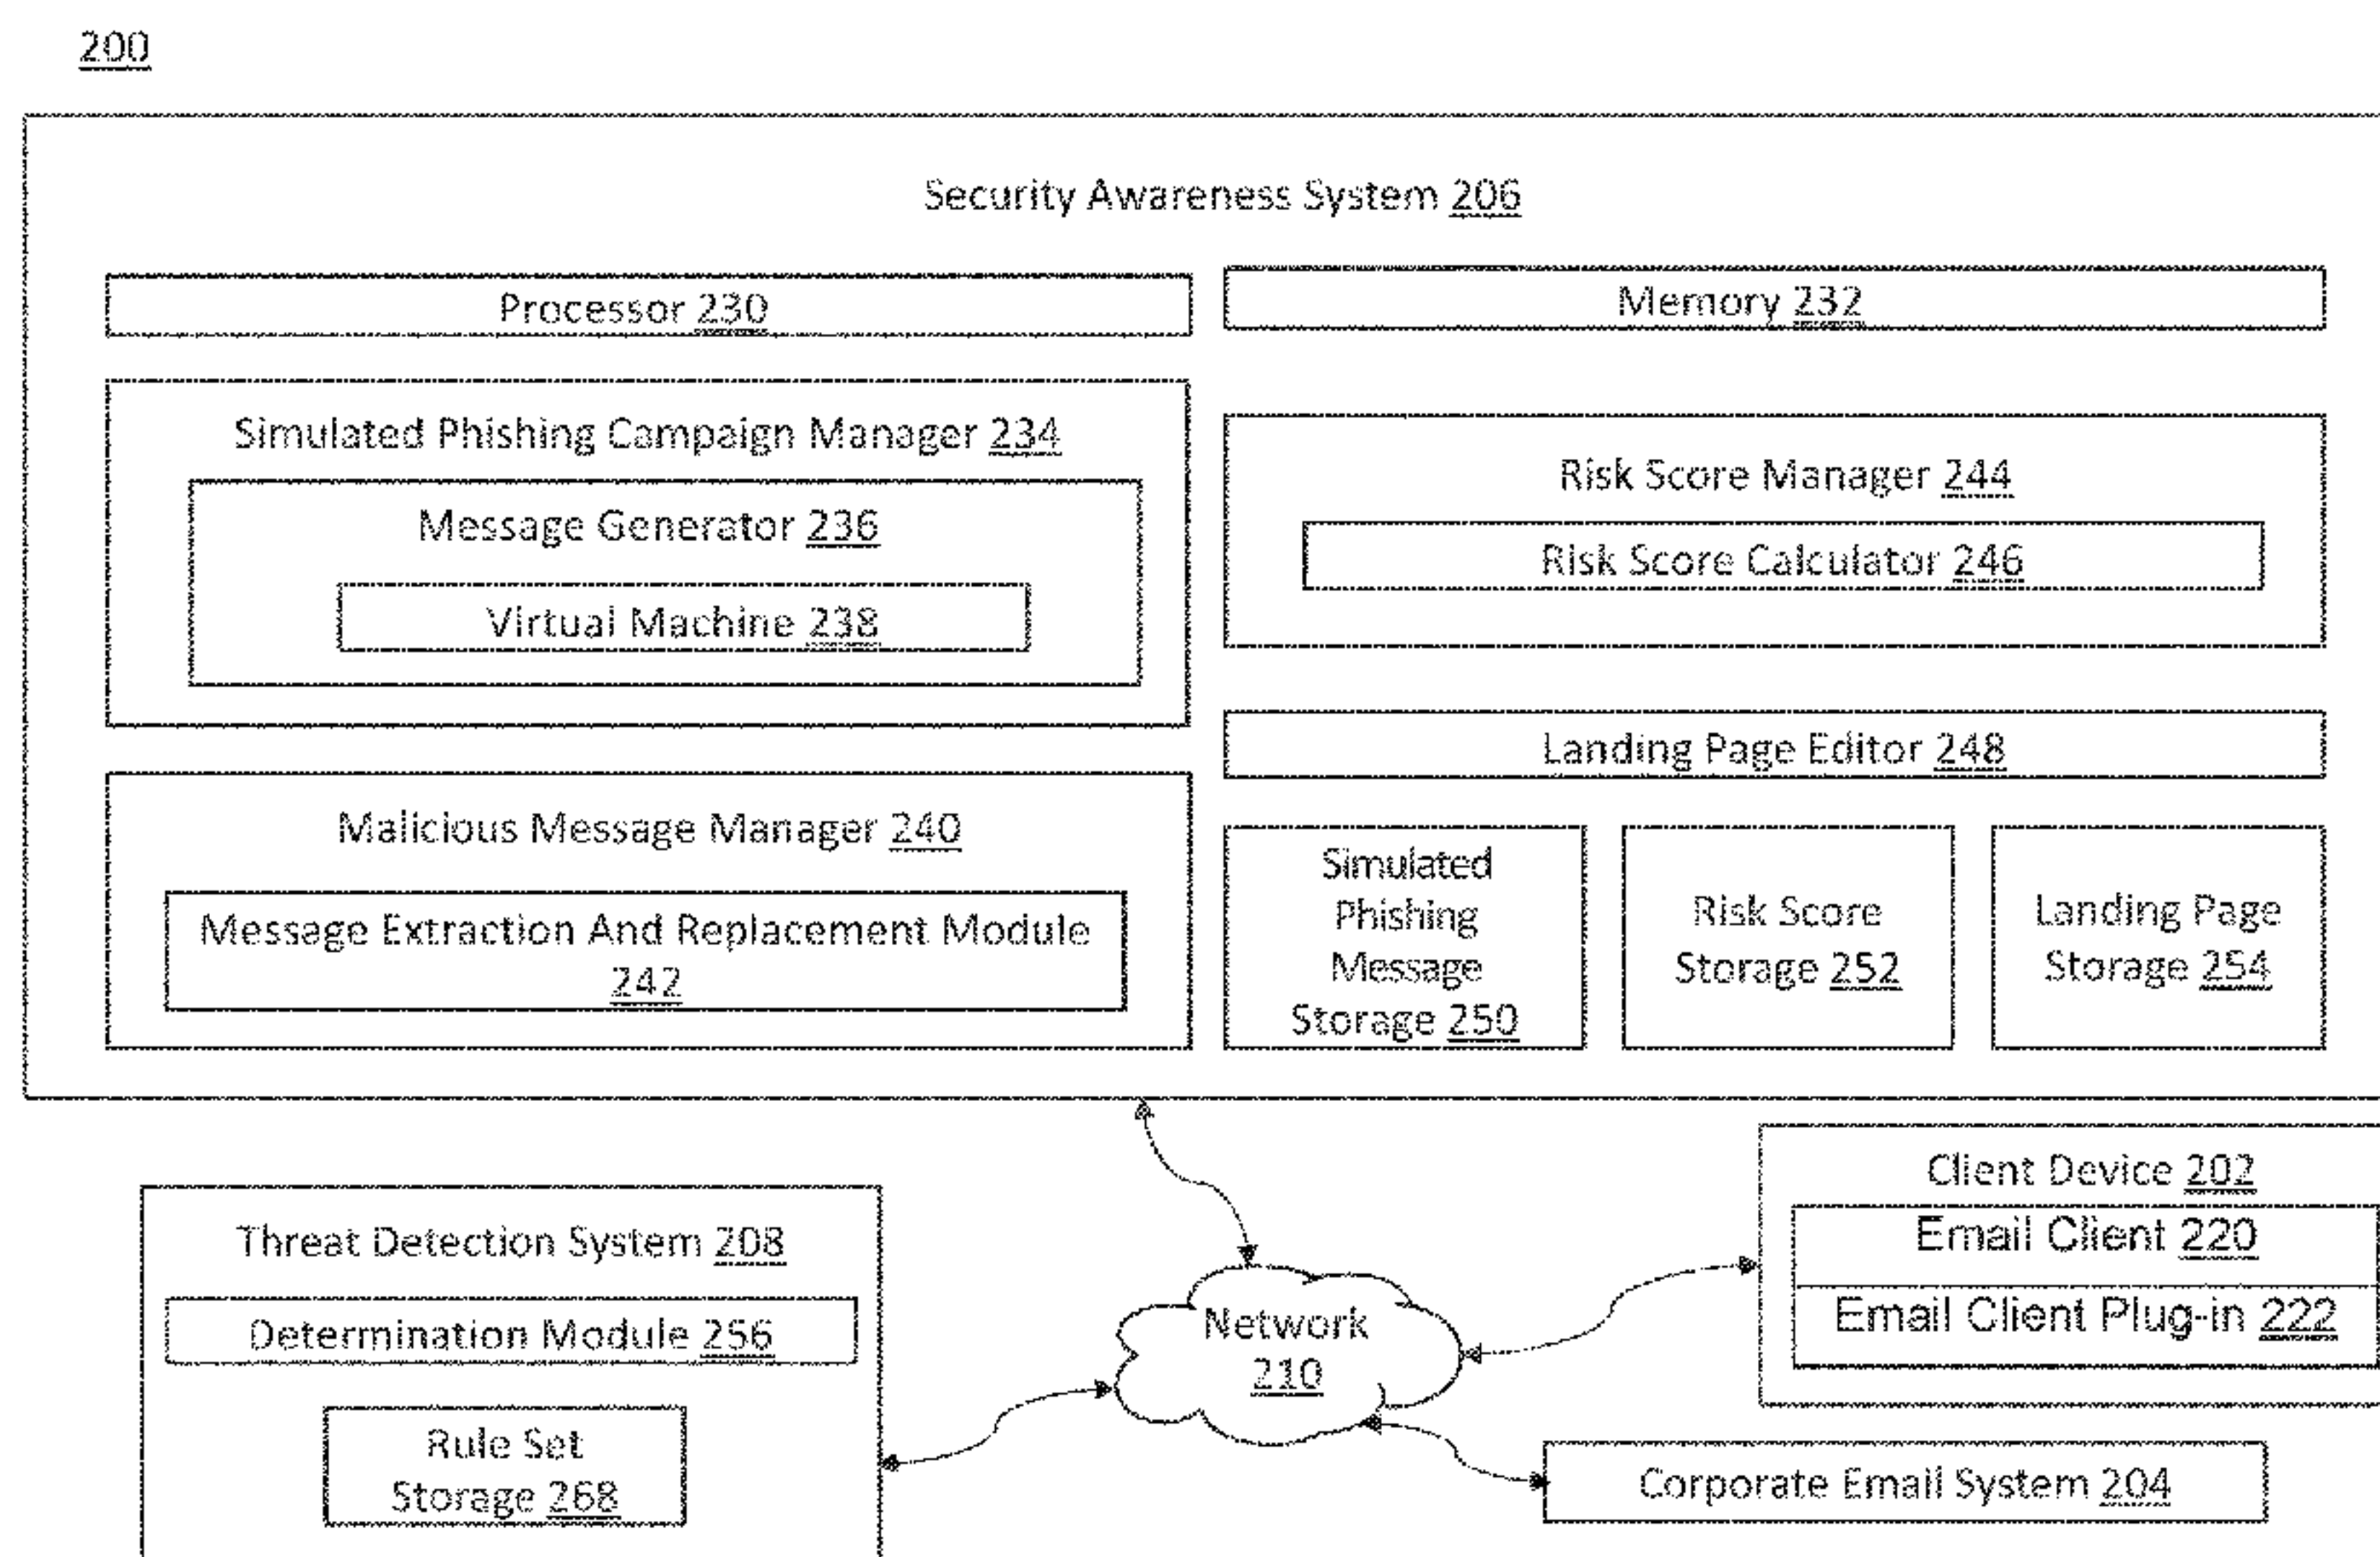 200
Security Awareness System 206
Processor 230
Memory 232
Simulated Phishing Campaign Manager 234
Message Generator 236
Virtual Machine 238
Risk Score Manager 244
Risk Score Calculator 246
Landing Page Editor 248
Malicious Message Manager 240
Message Extraction And Replacement Module
242
Simulated
Phishing
Message
Storage 250
Risk Score
Storage 252
Landing Page
Storage 254
Threat Detection System 208
Determination Module 256
Rule Set
Storage 268
Network
210
Client Device 202
Email Client 220
Email Client Plug-in 222
Corporate Email System 204